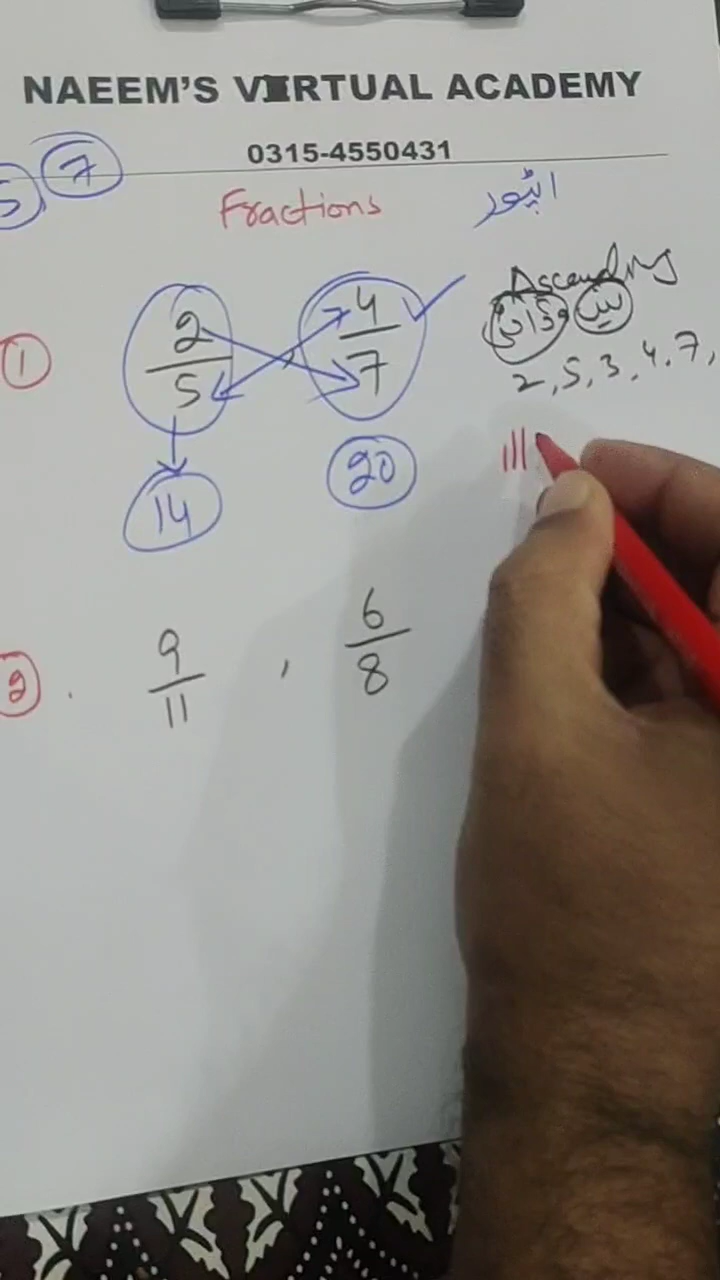 NAEEM'S VIRTUAL ACADEMY
0315-4550431
5 7
Fractions
① 2/5 4/7
Ascending
2, 5, 3, 4, 7,
14 20
② . 9/11 , 6/8